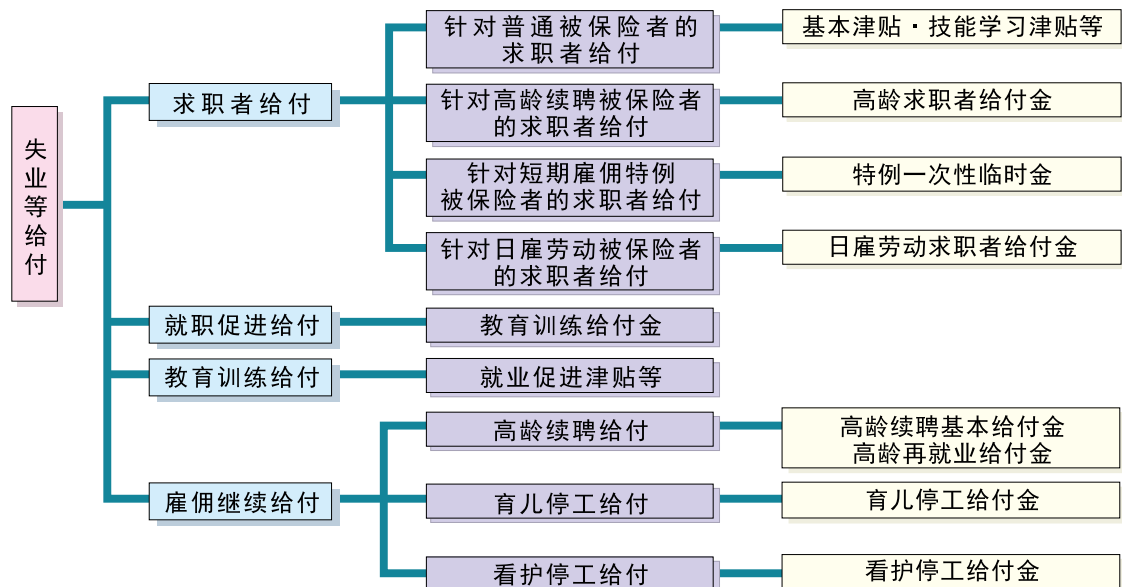 失业等给付
求职者给付
针对普通被保险者的
求职者给付
基本津贴·技能学习津贴等
针对高龄续聘被保险者
的求职者给付
高龄求职者给付金
针对短期雇佣特例
被保险者的求职者给付
特例一次性临时金
针对日雇劳动被保险者
的求职者给付
日雇劳动求职者给付金
就职促进给付
教育训练给付金
教育训练给付
就业促进津贴等
雇佣继续给付
高龄续聘给付
高龄续聘基本给付金
高龄再就业给付金
育儿停工给付
育儿停工给付金
看护停工给付
看护停工给付金